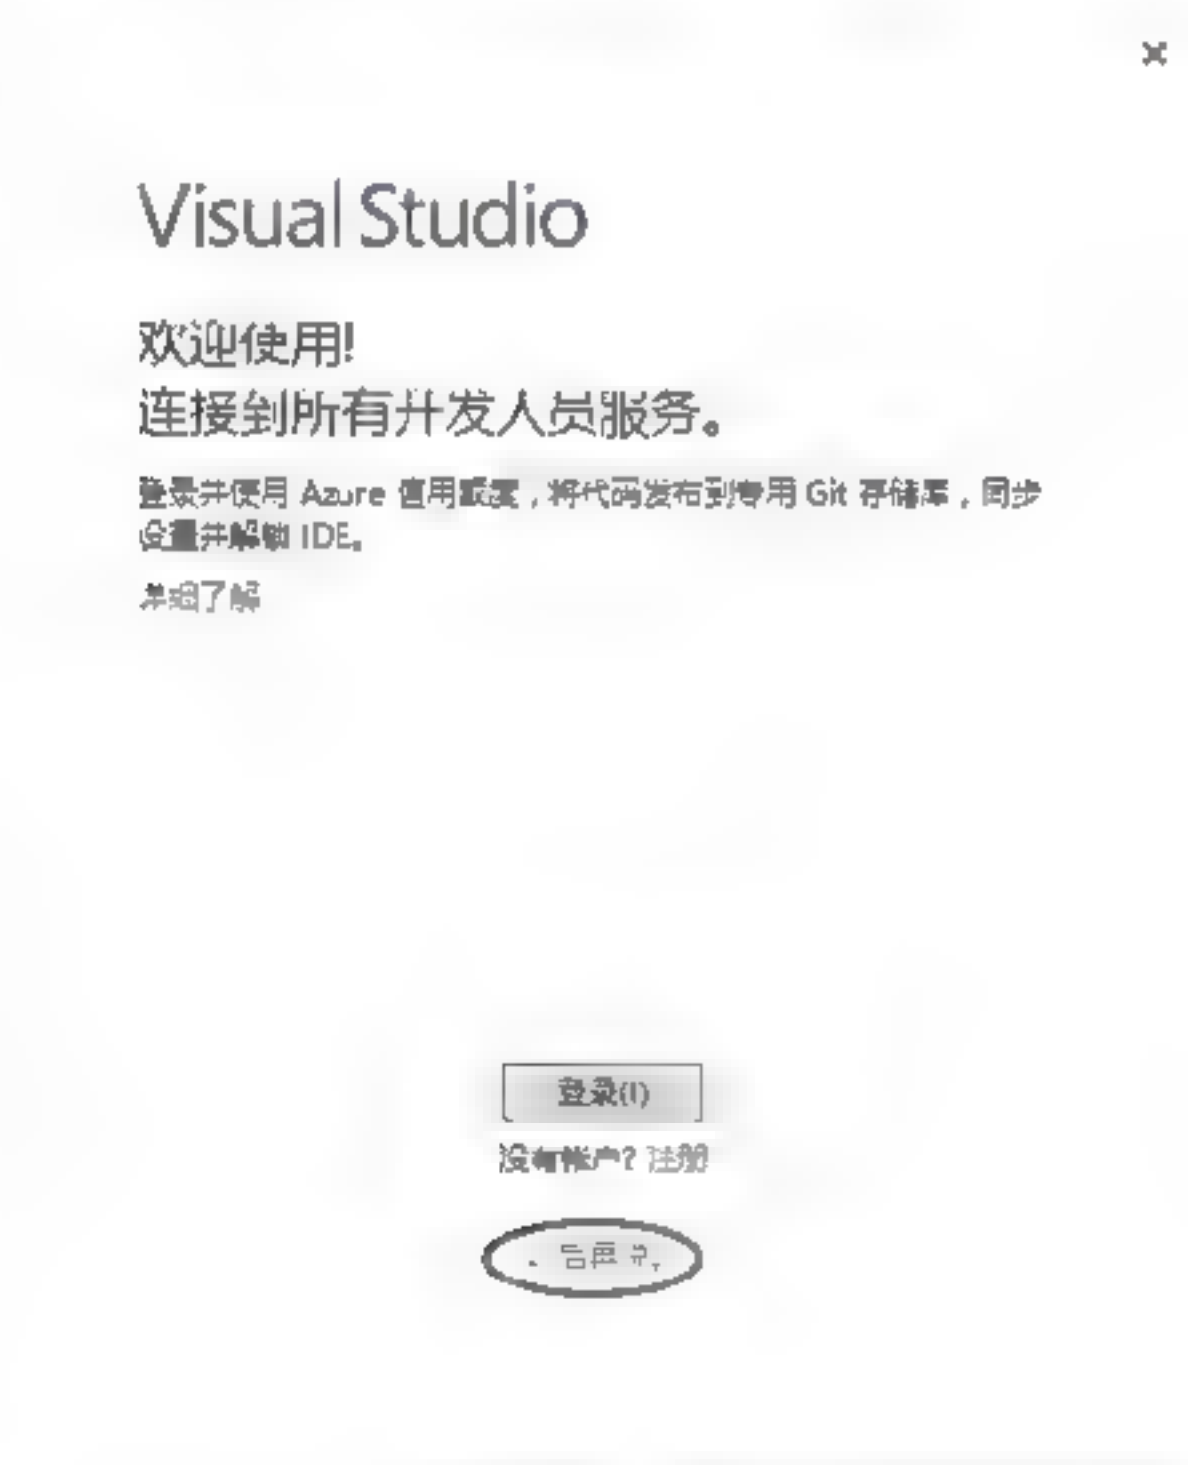 Visual Studio
欢迎使用!
连接到所有开发人员服务。
登录并使用 Azure 信用额度，将代码发布到专用 Git 存储库，同步
设置并解锁 IDE。
详细了解
登录(I)
没有帐户? 注册